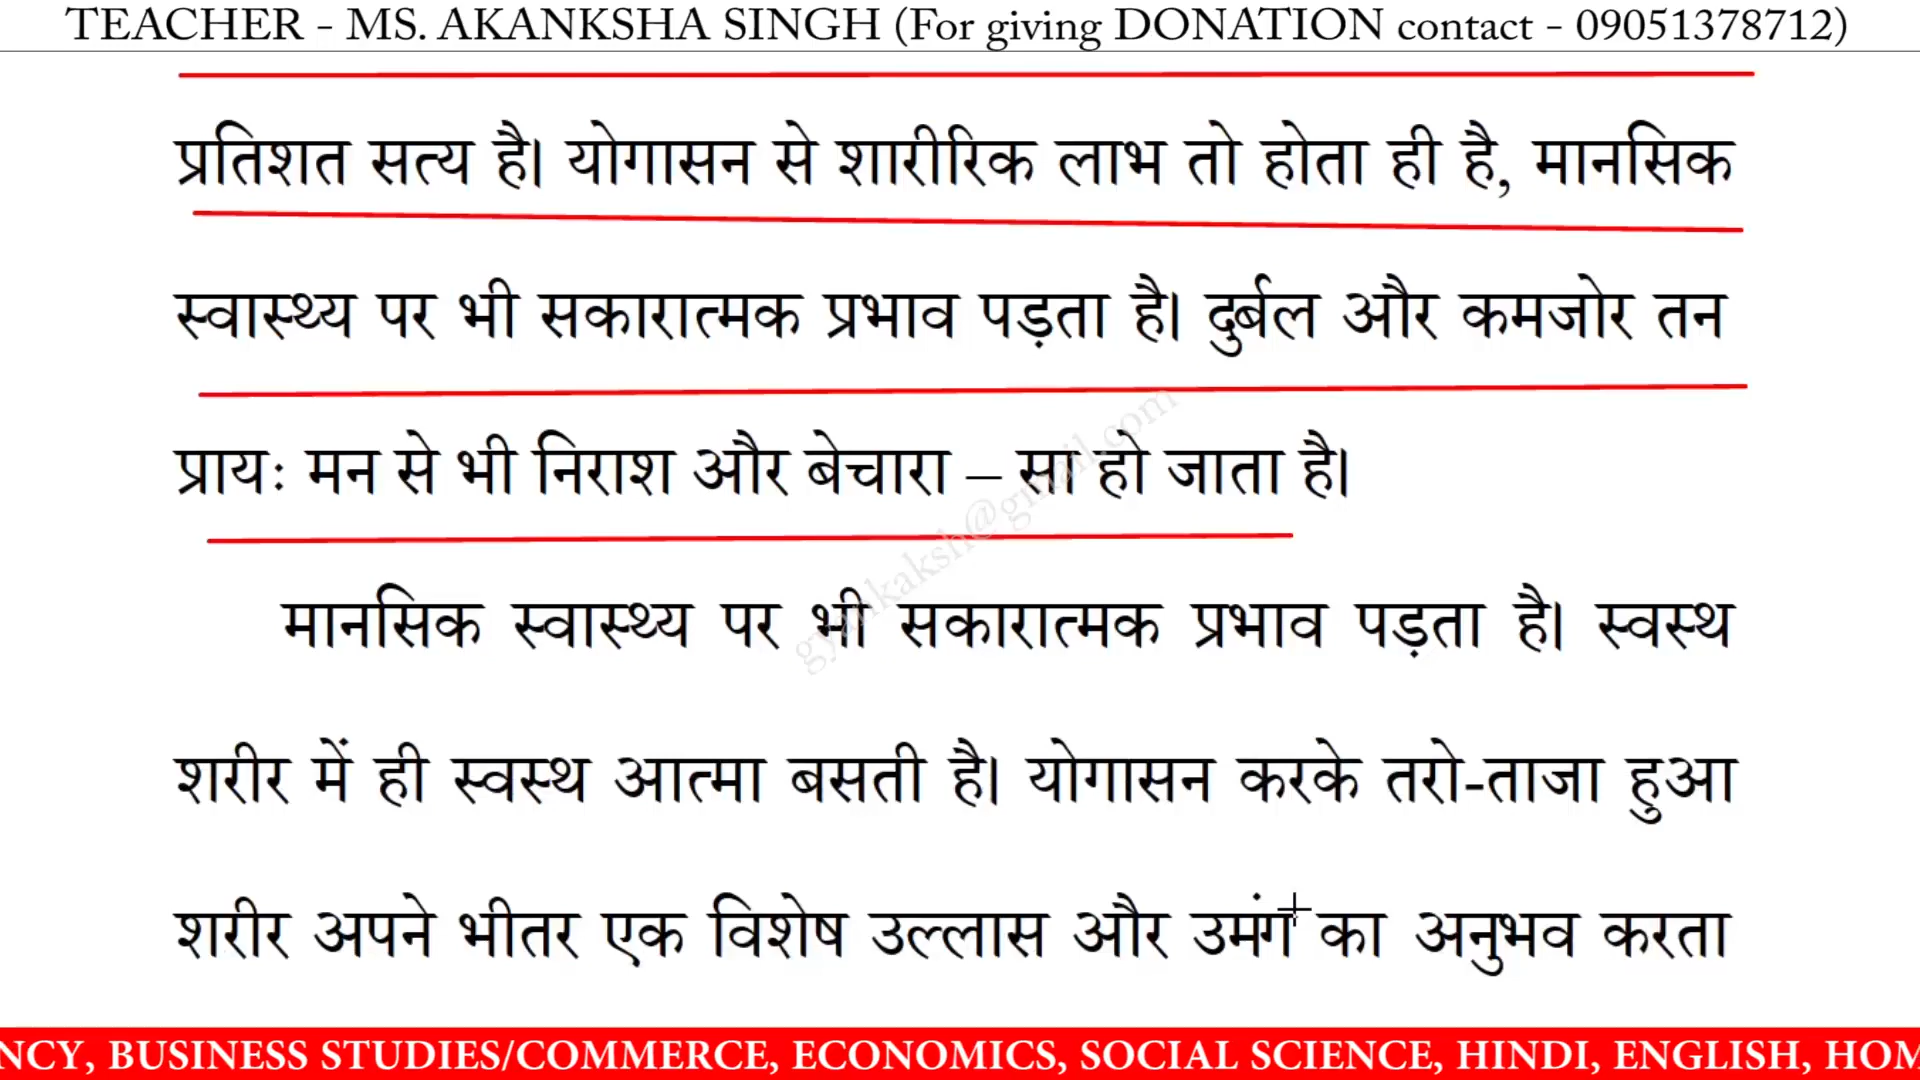 TEACHER - MS. AKANKSHA SINGH (For giving DONATION contact - 09051378712)
प्रतिशत सत्य है। योगासन से शारीरिक लाभ तो होता ही है, मानसिक
स्वास्थ्य पर भी सकारात्मक प्रभाव पड़ता है। दुर्बल और कमजोर तन
प्रायः मन से भी निराश और बेचारा – सा हो जाता है।
gyankaksh@gmail.com
मानसिक स्वास्थ्य पर भी सकारात्मक प्रभाव पड़ता है। स्वस्थ
शरीर में ही स्वस्थ आत्मा बसती है। योगासन करके तरो-ताजा हुआ
शरीर अपने भीतर एक विशेष उल्लास और उमंग का अनुभव करता
NCY, BUSINESS STUDIES/COMMERCE, ECONOMICS, SOCIAL SCIENCE, HINDI, ENGLISH, HOM